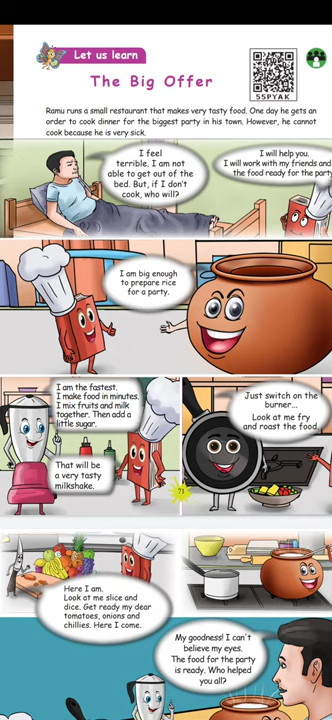 Let us learn
The Big Offer
S5PYAK
Ramu runs a small restaurant that makes very tasty food. One day he gets an
order to cook dinner for the biggest party in his town. However, he cannot
cook because he is very sick.
I feel
terrible. I am not
able to get out of the
bed. But, if I don't
cook, who will?
I will help you.
I will work with my friends and
the food ready for the party
I am big enough
to prepare rice
for a party.
I am the fastest.
I make food in minutes.
I mix fruits and milk
together. Then add a
little sugar.
That will be
a very tasty
milkshake.
Just switch on the
burner...
Look at me fry
and roast the food.
71
Here I am.
Look at me slice and
dice. Get ready my dear
tomatoes, onions and
chillies. Here I come.
My goodness! I can't
believe my eyes.
The food for the party
is ready. Who helped
you all?